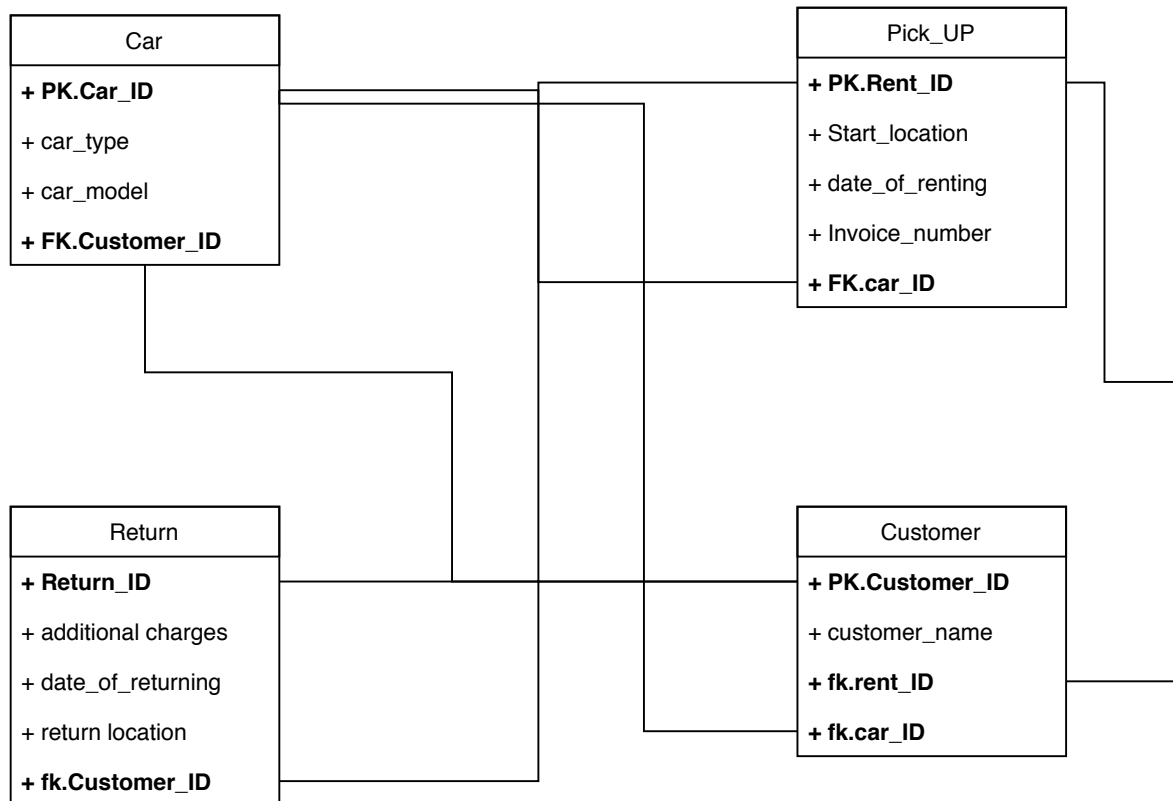 Car
+ PK.Car_ID
+ car_type
+ car_model
+ FK.Customer_ID
Pick_UP
+ PK.Rent_ID
+ Start_location
+ date_of_renting
+ Invoice_number
+ FK.car_ID
Return
+ Return_ID
+ additional charges
+ date_of_returning
+ return location
+ fk.Customer_ID
Customer
+ PK.Customer_ID
+ customer_name
+ fk.rent_ID
+ fk.car_ID